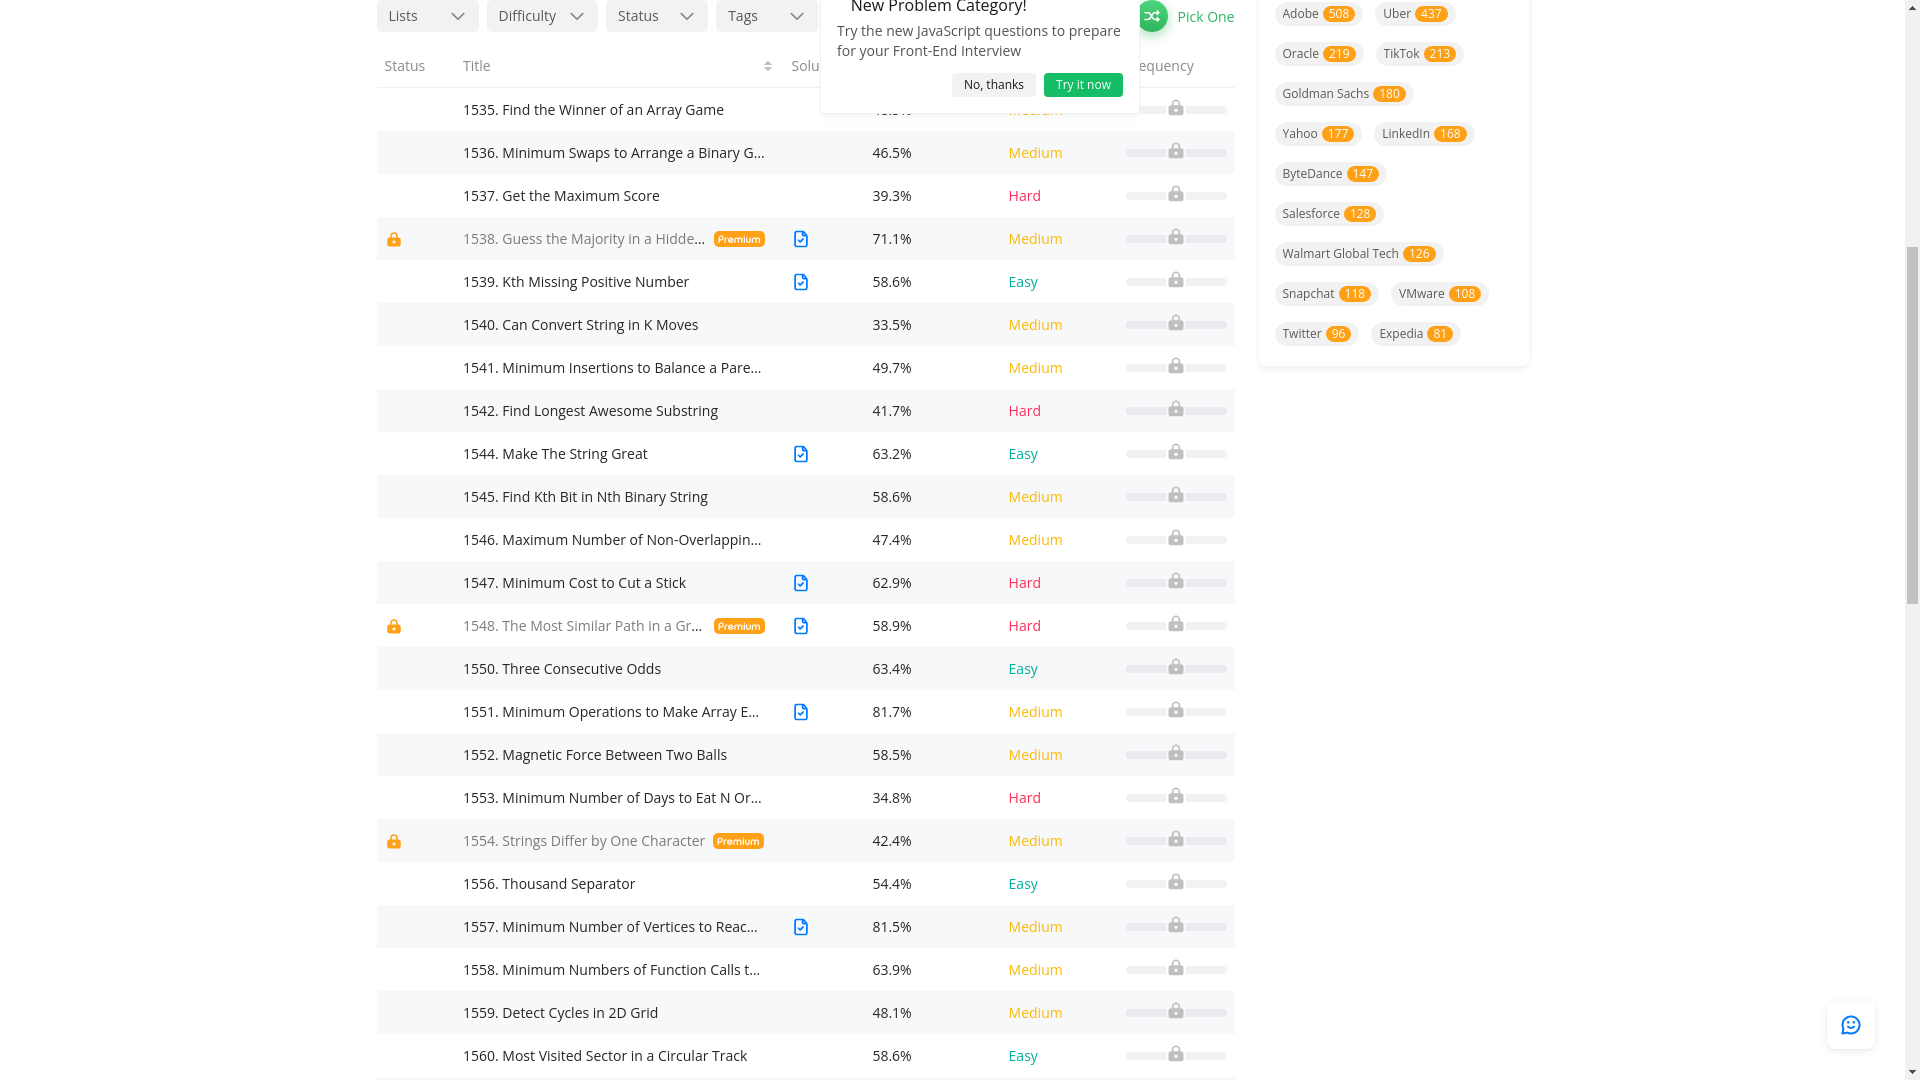 Lists Difficulty Status Tags
New Problem Category!
Try the new JavaScript questions to prepare
for your Front-End Interview
No, thanks Try it now
Pick One
Status Title Solu equency
1535. Find the Winner of an Array Game
1536. Minimum Swaps to Arrange a Binary G... 46.5% Medium
1537. Get the Maximum Score 39.3% Hard
1538. Guess the Majority in a Hidde... Premium 71.1% Medium
1539. Kth Missing Positive Number 58.6% Easy
1540. Can Convert String in K Moves 33.5% Medium
1541. Minimum Insertions to Balance a Pare... 49.7% Medium
1542. Find Longest Awesome Substring 41.7% Hard
1544. Make The String Great 63.2% Easy
1545. Find Kth Bit in Nth Binary String 58.6% Medium
1546. Maximum Number of Non-Overlappin... 47.4% Medium
1547. Minimum Cost to Cut a Stick 62.9% Hard
1548. The Most Similar Path in a Gr... Premium 58.9% Hard
1550. Three Consecutive Odds 63.4% Easy
1551. Minimum Operations to Make Array E... 81.7% Medium
1552. Magnetic Force Between Two Balls 58.5% Medium
1553. Minimum Number of Days to Eat N Or... 34.8% Hard
1554. Strings Differ by One Character Premium 42.4% Medium
1556. Thousand Separator 54.4% Easy
1557. Minimum Number of Vertices to Reac... 81.5% Medium
1558. Minimum Numbers of Function Calls t... 63.9% Medium
1559. Detect Cycles in 2D Grid 48.1% Medium
1560. Most Visited Sector in a Circular Track 58.6% Easy
Adobe 508 Uber 437
Oracle 219 TikTok 213
Goldman Sachs 180
Yahoo 177 LinkedIn 168
ByteDance 147
Salesforce 128
Walmart Global Tech 126
Snapchat 118 VMware 108
Twitter 96 Expedia 81